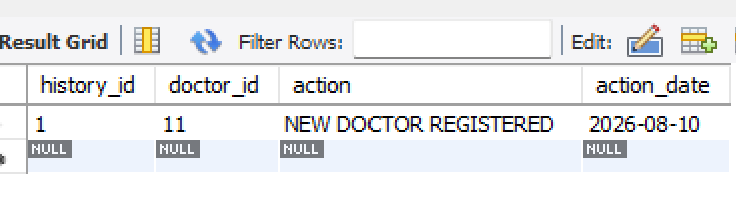 Result Grid Filter Rows: Edit:
history_id doctor_id action action_date
1 11 NEW DOCTOR REGISTERED 2026-08-10
NULL NULL NULL NULL